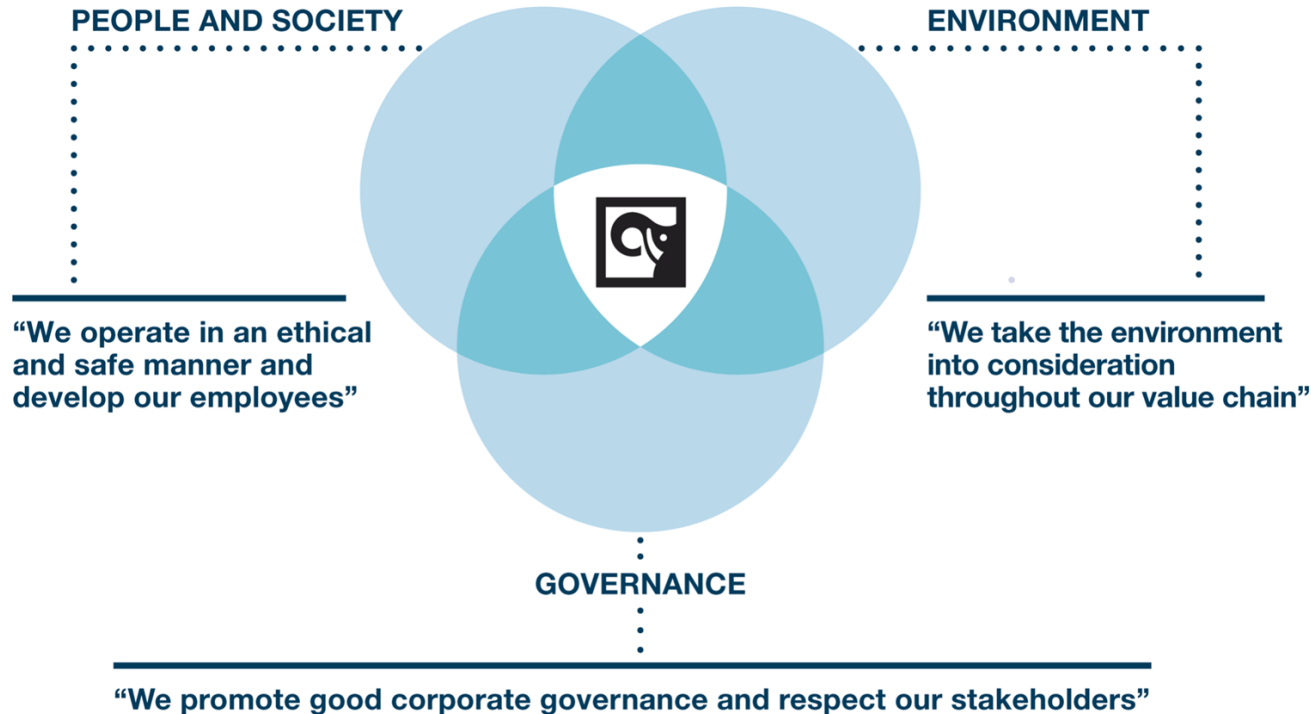 PEOPLE AND SOCIETY
ENVIRONMENT
“We operate in an ethical
and safe manner and
develop our employees”
“We take the environment
into consideration
throughout our value chain”
GOVERNANCE
“We promote good corporate governance and respect our stakeholders”